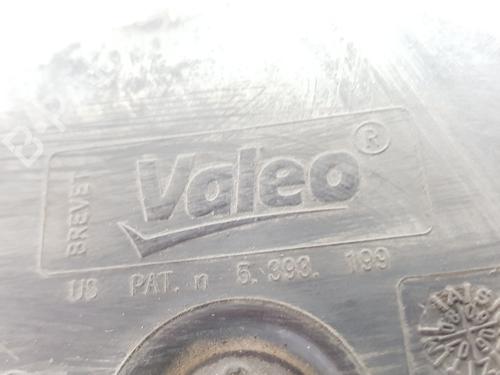 BREVET
Valeo®
US PAT. n 5. 393. 199